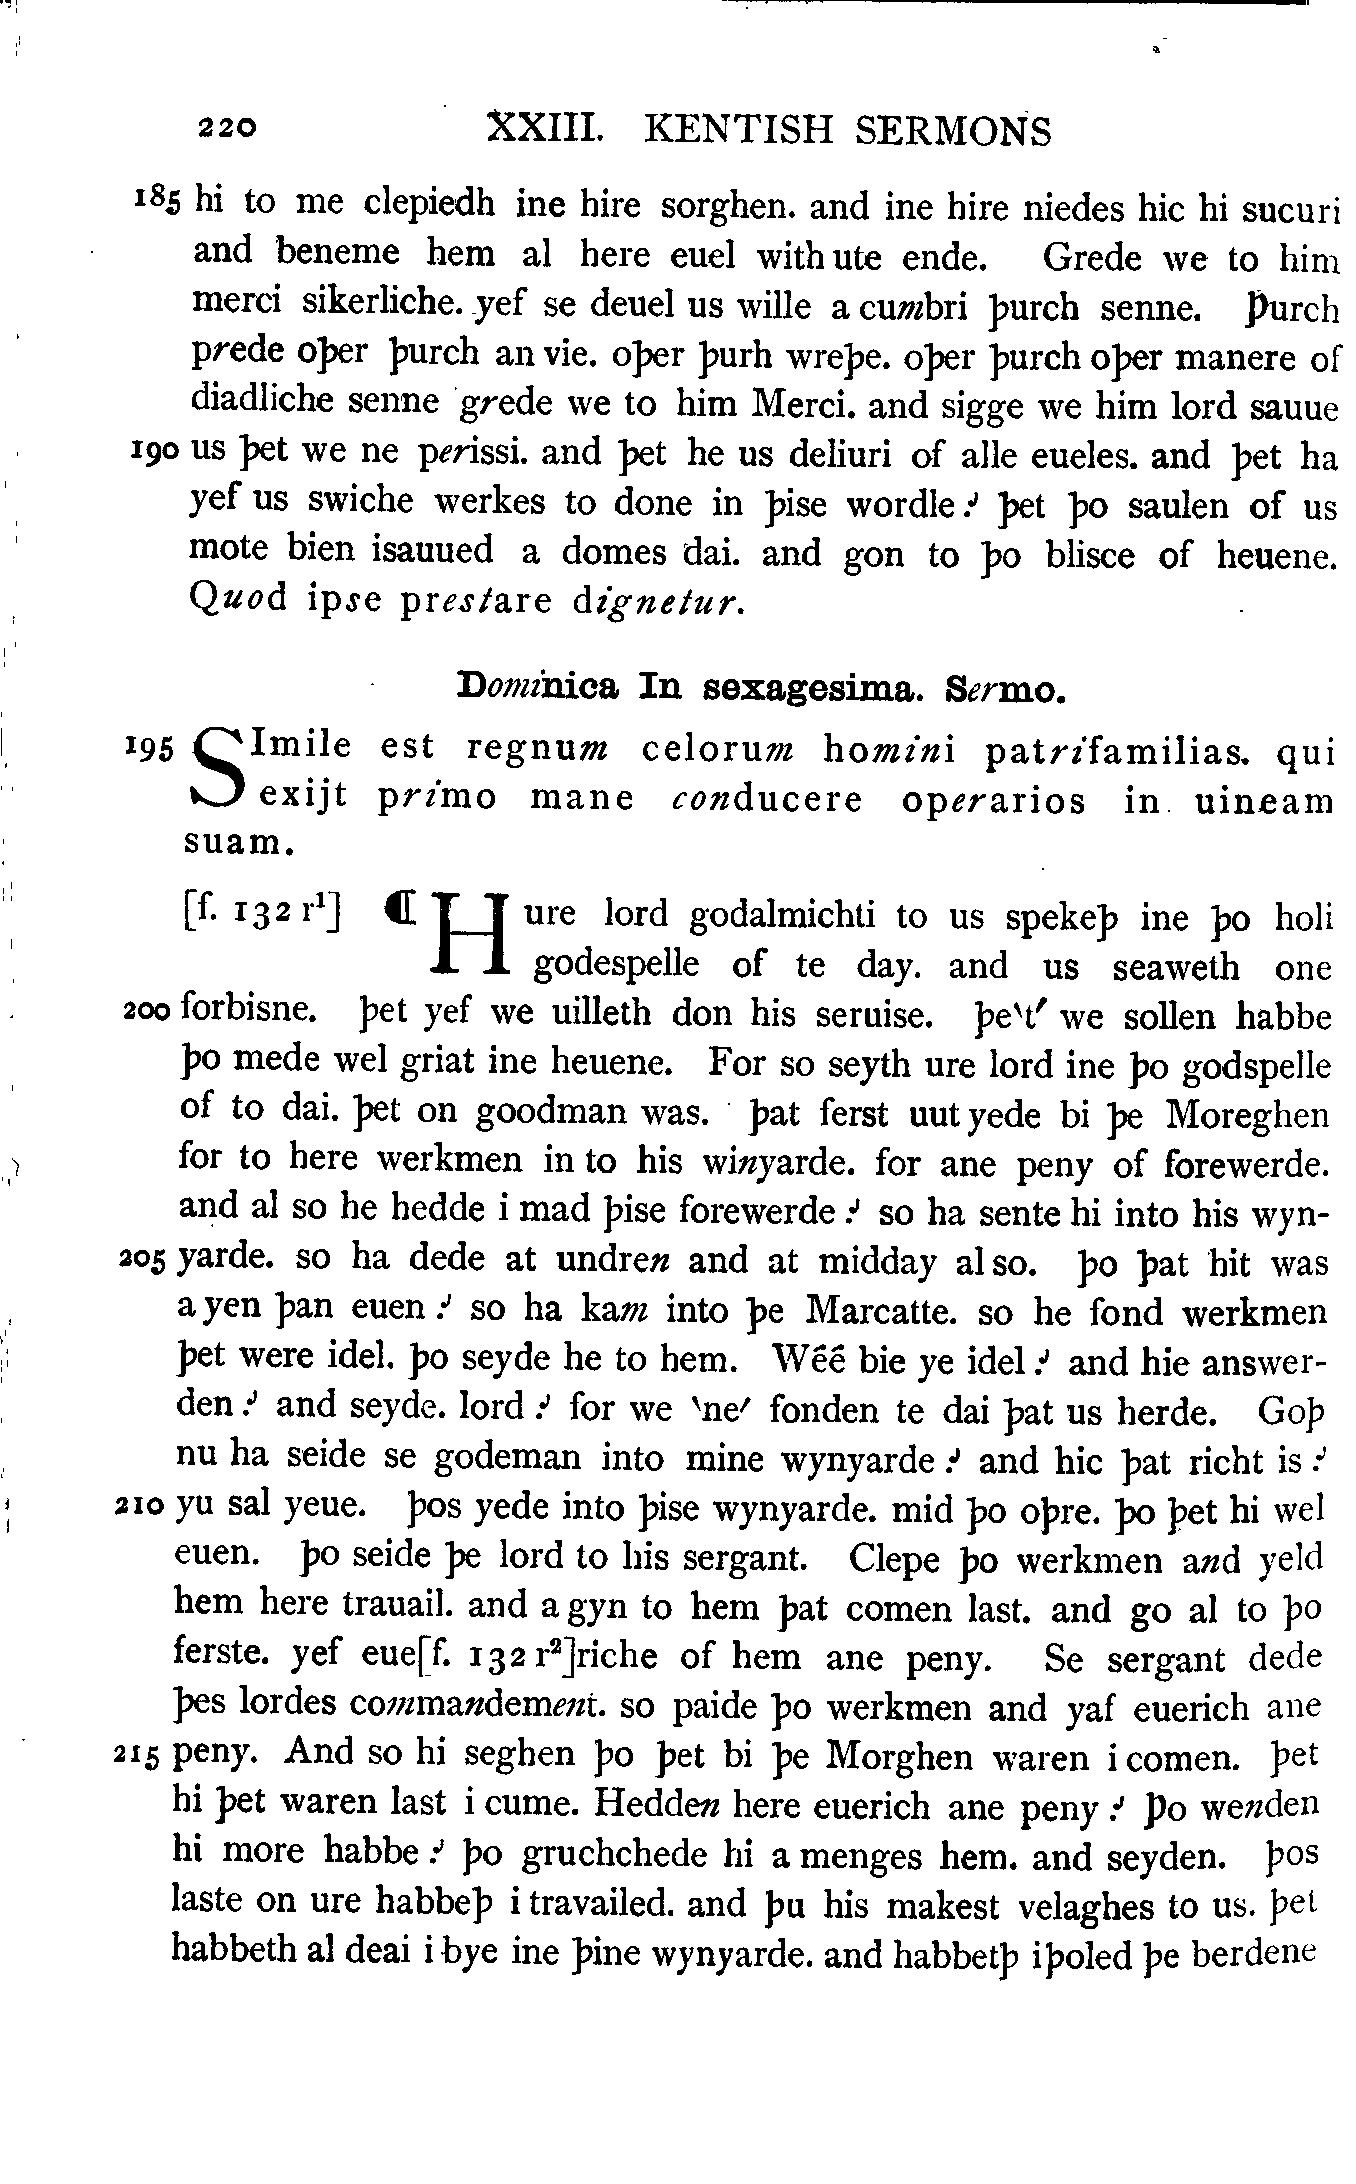 220 XXIII. KENTISH SERMONS
185 hi to me clepiedh ine hire sorghen. and ine hire niedes hic hi sucuri
and beneme hem al here euel with ute ende. Grede we to him
merci sikerliche. yef se deuel us wille a cumbri þurch senne. Þurch
prede oþer þurch an vie. oþer þurh wreþe. oþer þurch oþer manere of
diadliche senne grede we to him Merci. and sigge we him lord sauue
190 us þet we ne perissi. and þet he us deliuri of alle eueles. and þet ha
yef us swiche werkes to done in þise wordle :' þet þo saulen of us
mote bien isauued a domes dai. and gon to þo blisce of heuene.
Quod ipse prestare dignetur.
Dominica In sexagesima. Sermo.
195 SImile est regnum celorum homini patrifamilias. qui
exijt primo mane conducere operarios in uineam
suam.
[f. 132 r¹] ¶ Hure lord godalmichti to us spekeþ ine þo holi
godespelle of te day. and us seaweth one
200 forbisne. þet yef we uilleth don his seruise. þe‵t′ we sollen habbe
þo mede wel griat ine heuene. For so seyth ure lord ine þo godspelle
of to dai. þet on goodman was. þat ferst uut yede bi þe Moreghen
for to here werkmen in to his winyarde. for ane peny of forewerde.
and al so he hedde i mad þise forewerde :' so ha sente hi into his wyn-
205 yarde. so ha dede at undren and at midday al so. þo þat hit was
a yen þan euen :' so ha kam into þe Marcatte. so he fond werkmen
þet were idel. þo seyde he to hem. Wéé bie ye idel :' and hie answer-
den :' and seyde. lord :' for we ‵ne′ fonden te dai þat us herde. Goþ
nu ha seide se godeman into mine wynyarde :' and hic þat richt is :'
210 yu sal yeue. þos yede into þise wynyarde. mid þo oþre. þo þet hi wel
euen. þo seide þe lord to his sergant. Clepe þo werkmen and yeld
hem here trauail. and a gyn to hem þat comen last. and go al to þo
ferste. yef eue[f. 132 r²]riche of hem ane peny. Se sergant dede
þes lordes commandement. so paide þo werkmen and yaf euerich ane
215 peny. And so hi seghen þo þet bi þe Morghen waren i comen. þet
hi þet waren last i cume. Hedden here euerich ane peny :' Þo wenden
hi more habbe :' þo gruchchede hi a menges hem. and seyden. þos
laste on ure habbeþ i travailed. and þu his makest velaghes to us. þet
habbeth al deai i bye ine þine wynyarde. and habbetþ iþoled þe berdene